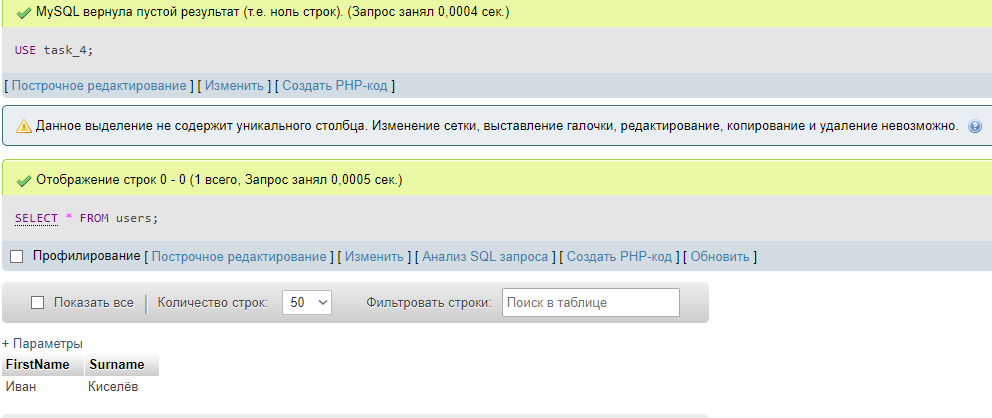 MySQL вернула пустой результат (т.е. ноль строк). (Запрос занял 0,0004 сек.)
USE task_4;
[ Построчное редактирование ] [ Изменить ] [ Создать PHP-код ]
Данное выделение не содержит уникального столбца. Изменение сетки, выставление галочки, редактирование, копирование и удаление невозможно.
Отображение строк 0 - 0 (1 всего, Запрос занял 0,0005 сек.)
SELECT * FROM users;
Профилирование [ Построчное редактирование ] [ Изменить ] [ Анализ SQL запроса ] [ Создать PHP-код ] [ Обновить ]
Показать все | Количество строк: 50 Фильтровать строки: Поиск в таблице
+ Параметры
FirstName Surname
Иван Киселёв